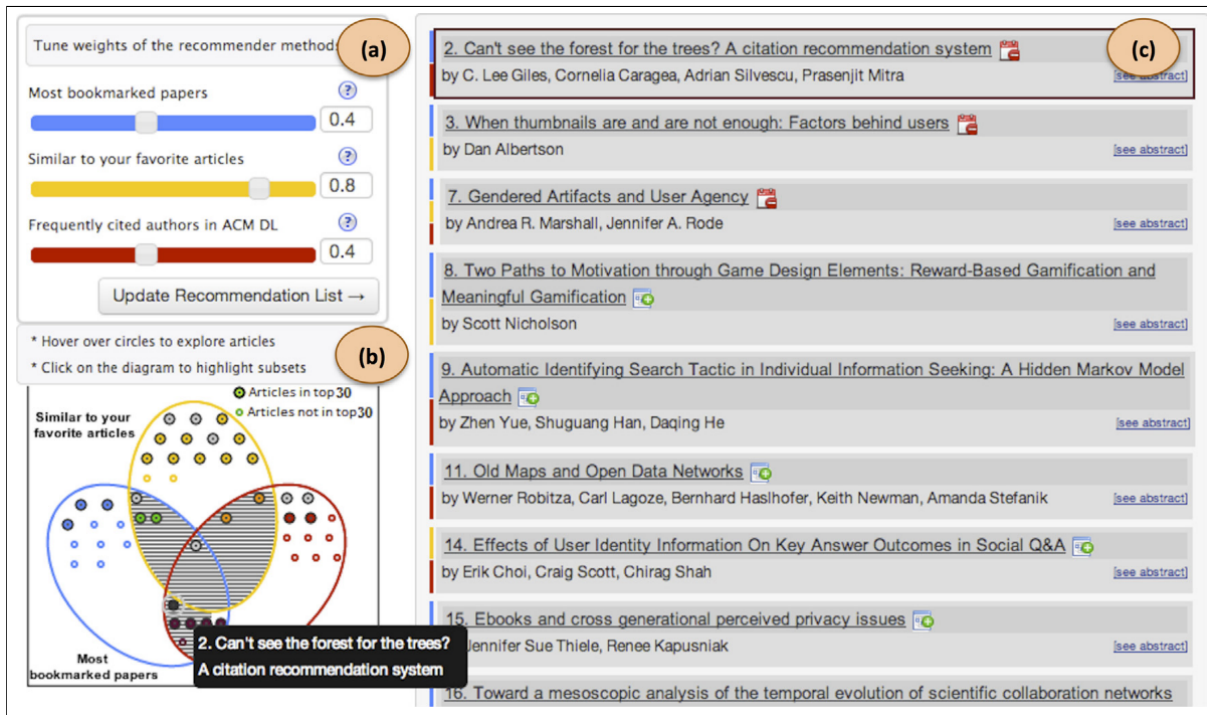 Tune weights of the recommender methods
(a)
Most bookmarked papers
?
0.4
Similar to your favorite articles
?
0.8
Frequently cited authors in ACM DL
?
0.4
Update Recommendation List →
* Hover over circles to explore articles
* Click on the diagram to highlight subsets
(b)
Articles in top30
Articles not in top30
Similar to your
favorite articles
Most
bookmarked papers
2. Can't see the forest for the trees?
A citation recommendation system
(c)
2. Can't see the forest for the trees? A citation recommendation system
by C. Lee Giles, Cornelia Caragea, Adrian Silvescu, Prasenjit Mitra
[see abstract]
3. When thumbnails are and are not enough: Factors behind users
by Dan Albertson
[see abstract]
7. Gendered Artifacts and User Agency
by Andrea R. Marshall, Jennifer A. Rode
[see abstract]
8. Two Paths to Motivation through Game Design Elements: Reward-Based Gamification and
Meaningful Gamification
by Scott Nicholson
[see abstract]
9. Automatic Identifying Search Tactic in Individual Information Seeking: A Hidden Markov Model
Approach
by Zhen Yue, Shuguang Han, Daqing He
[see abstract]
11. Old Maps and Open Data Networks
by Werner Robitza, Carl Lagoze, Bernhard Haslhofer, Keith Newman, Amanda Stefanik
[see abstract]
14. Effects of User Identity Information On Key Answer Outcomes in Social Q&A
by Erik Choi, Craig Scott, Chirag Shah
[see abstract]
15. Ebooks and cross generational perceived privacy issues
Jennifer Sue Thiele, Renee Kapusniak
[see abstract]
16. Toward a mesoscopic analysis of the temporal evolution of scientific collaboration networks